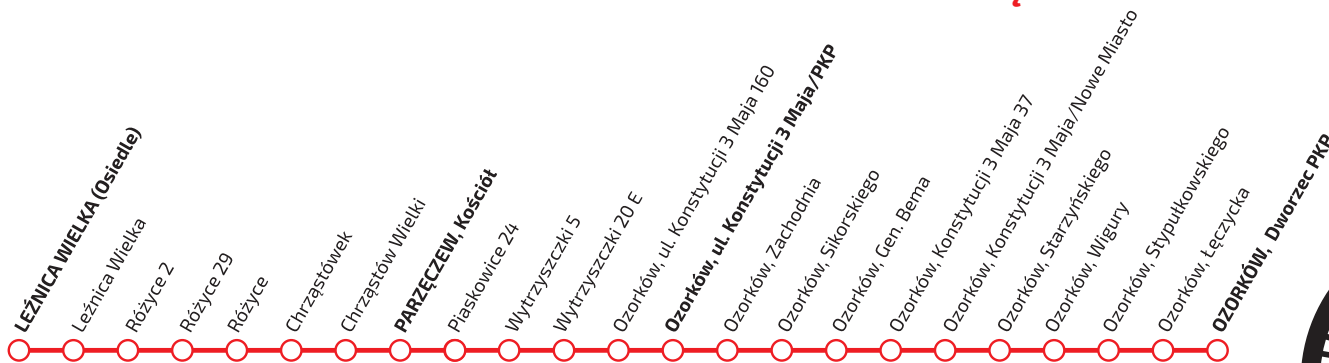 LEŹNICA WIELKA (Osiedle)
Leźnica Wielka
Różyce 2
Różyce 29
Różyce
Chrząstówek
Chrząstów Wielki
PARZĘCZEW, Kościół
Piaskowice 24
Wytrzyszczki 5
Wytrzyszczki 20 E
Ozorków, ul. Konstytucji 3 Maja 160
Ozorków, ul. Konstytucji 3 Maja/PKP
Ozorków, Zachodnia
Ozorków, Sikorskiego
Ozorków, Gen. Bema
Ozorków, Konstytucji 3 Maja 37
Ozorków, Konstytucji 3 Maja/Nowe Miasto
Ozorków, Starzyńskiego
Ozorków, Wigury
Ozorków, Stypułkowskiego
Ozorków, Łęczycka
OZORKÓW, Dworzec PKP